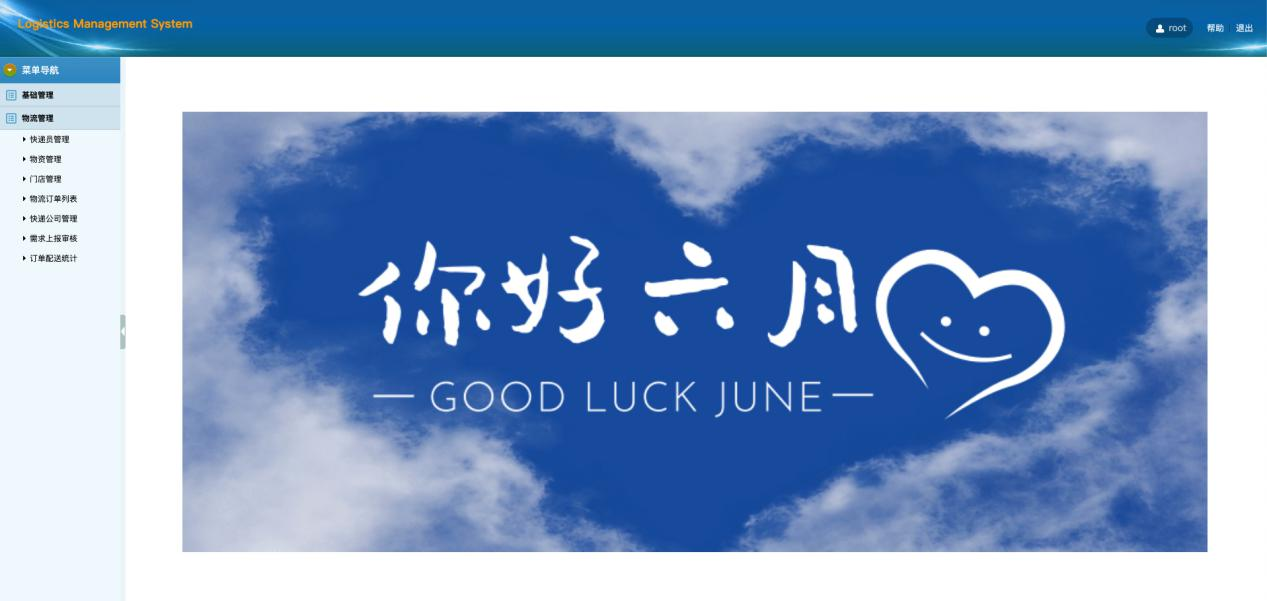 Logistics Management System
root 帮助 退出
菜单导航
基础管理
物流管理
快递员管理
物资管理
门店管理
物流订单列表
快递公司管理
需求上报审核
订单配送统计
你好六月
— GOOD LUCK JUNE —